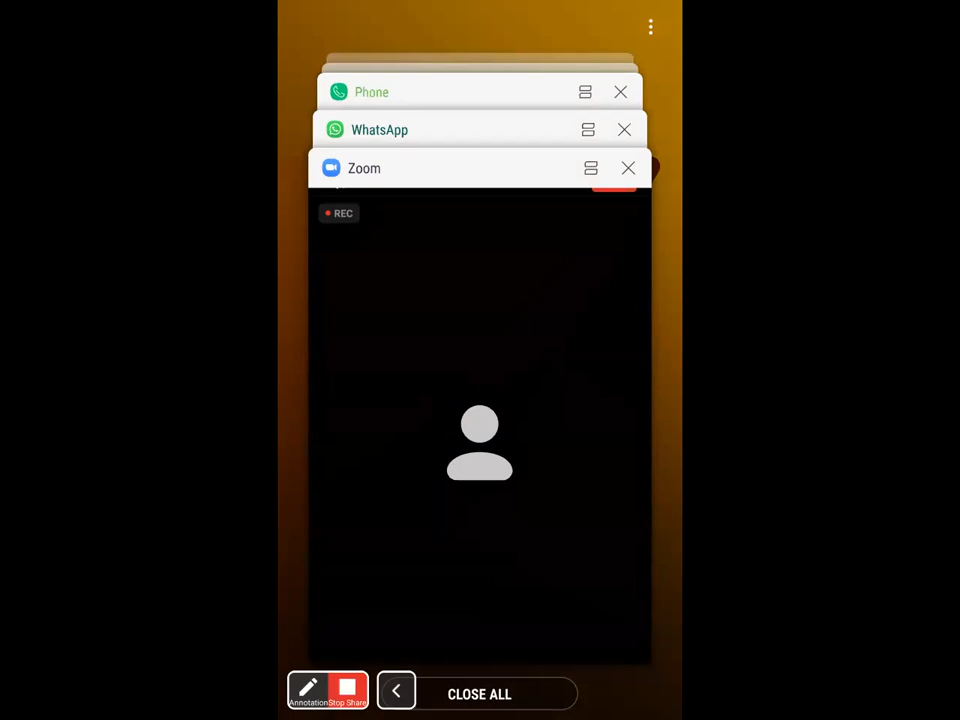 Phone
WhatsApp
Zoom
REC
Annotation
Stop Share
CLOSE ALL